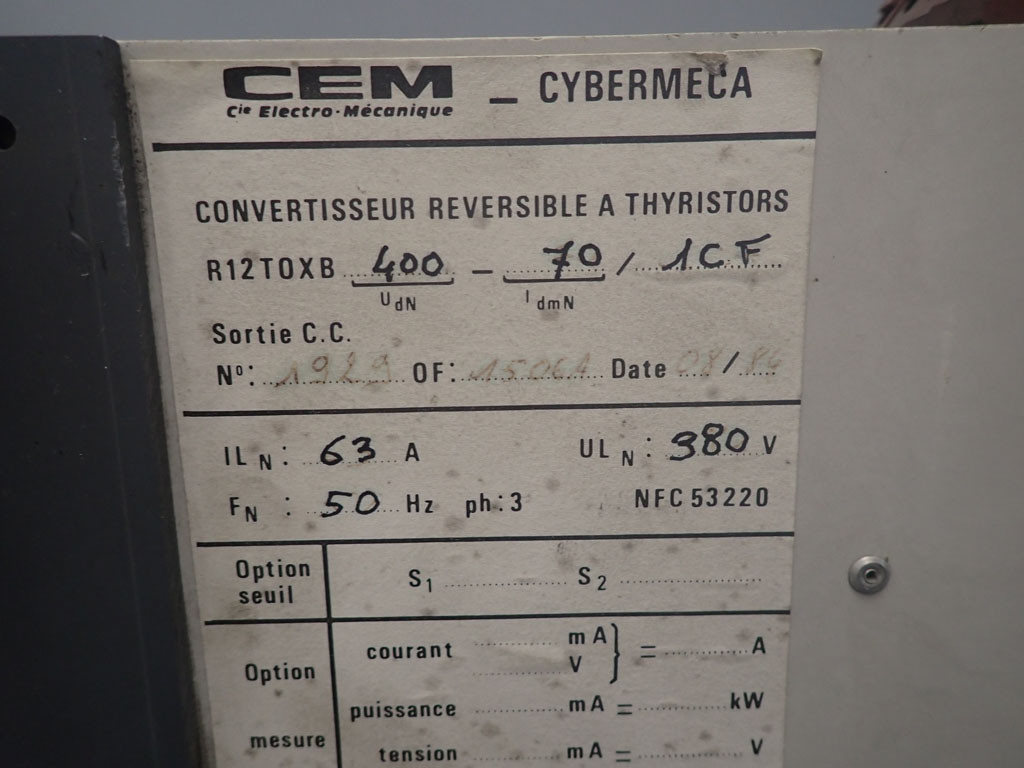 CEM _ CYBERMECA
Cie Electro-Mécanique
CONVERTISSEUR REVERSIBLE A THYRISTORS
R12TOXB 400 - 70 / 1CF
UdN IdmN
Sortie C.C.
No: 1929 OF: Date 08/
ILN: 63 A ULN: 380 V
FN : 50 Hz ph: 3 NFC 53220
Option seuil S1 S2
Option mesure
courant mA V } = A
puissance mA = kW
tension mA = V